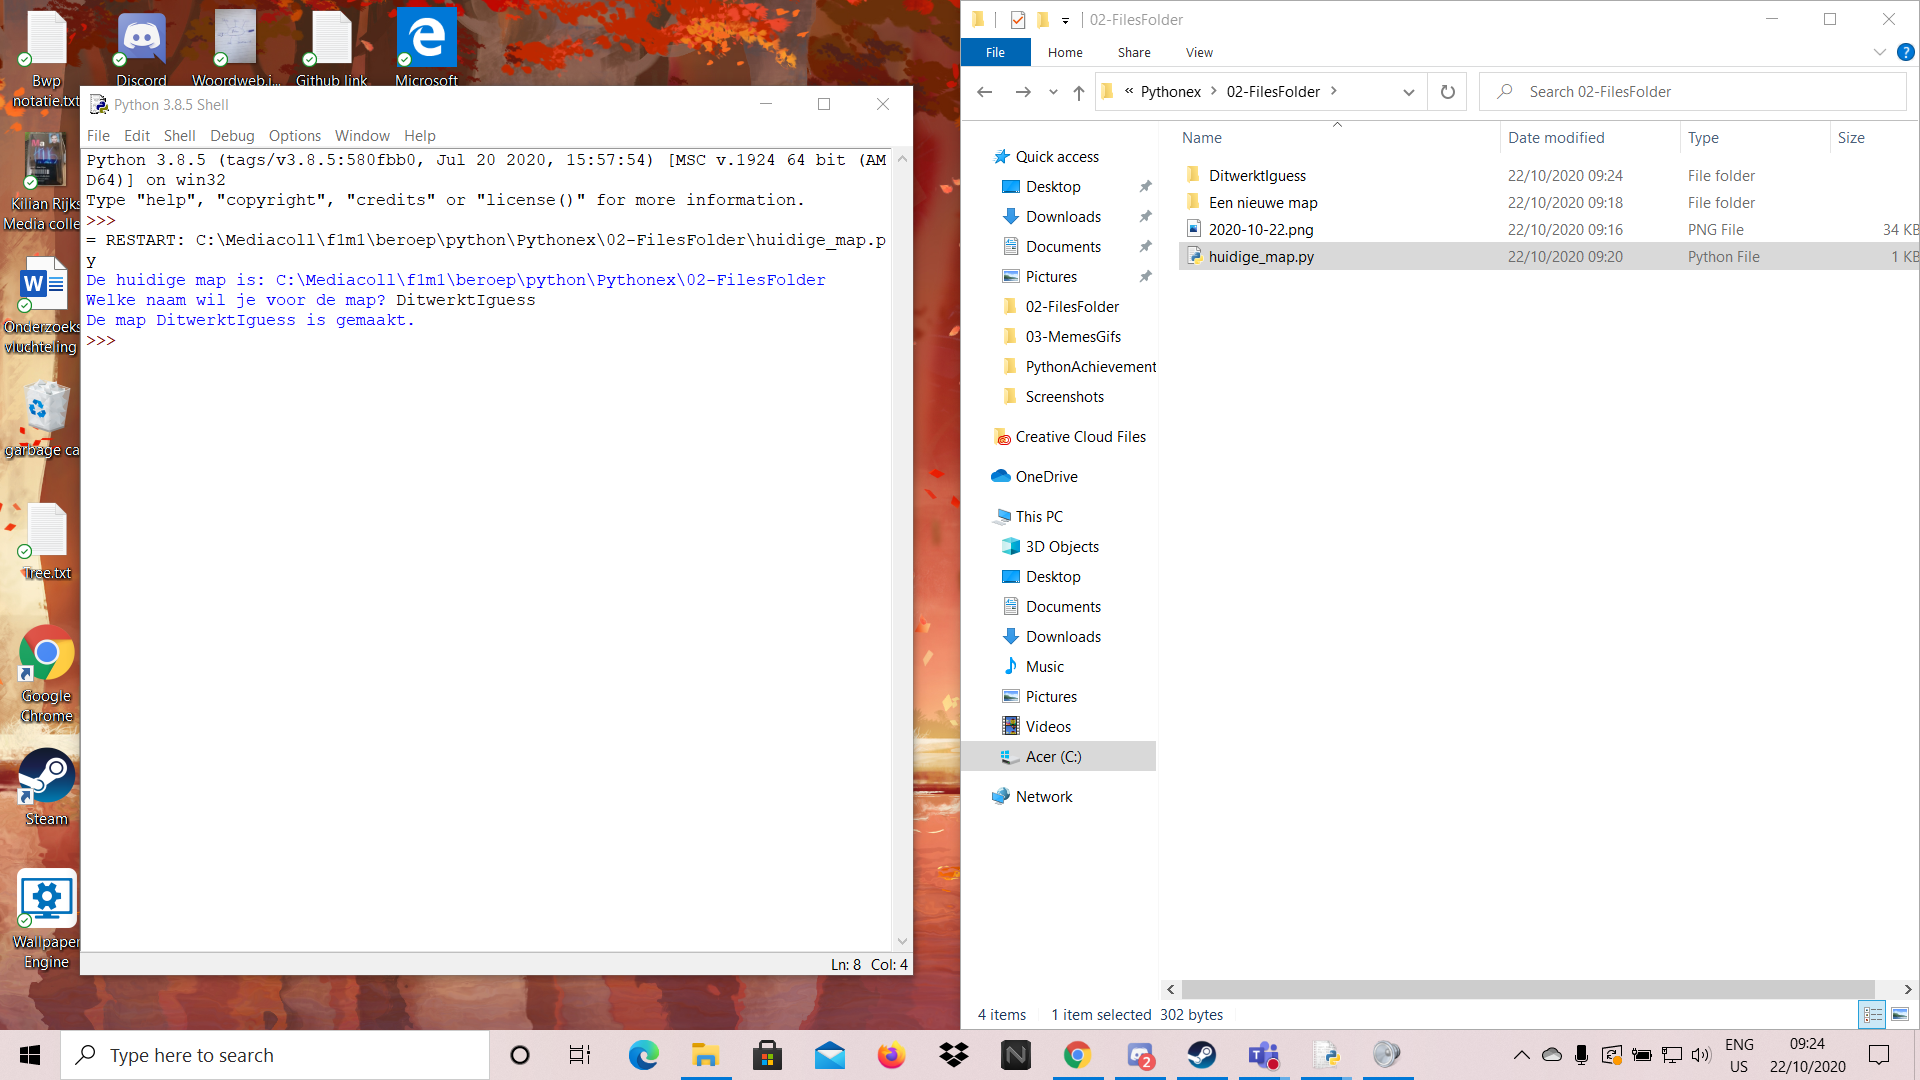 Bwp
notatie.txt
Discord
Woordweb.i...
Github link
Microsoft
Kilian Rijks
Media colle
Onderzoeks
vluchteling
garbage ca
Tree.txt
Google
Chrome
Steam
Wallpaper
Engine
Python 3.8.5 Shell
File Edit Shell Debug Options Window Help
Python 3.8.5 (tags/v3.8.5:580fbb0, Jul 20 2020, 15:57:54) [MSC v.1924 64 bit (AM
D64)] on win32
Type "help", "copyright", "credits" or "license()" for more information.
>>>
= RESTART: C:\Mediacoll\f1m1\beroep\python\Pythonex\02-FilesFolder\huidige_map.p
y
De huidige map is: C:\Mediacoll\f1m1\beroep\python\Pythonex\02-FilesFolder
Welke naam wil je voor de map? DitwerktIguess
De map DitwerktIguess is gemaakt.
>>>
Ln: 8 Col: 4
02-FilesFolder
File Home Share View
« Pythonex > 02-FilesFolder >
Search 02-FilesFolder
Quick access
Desktop
Downloads
Documents
Pictures
02-FilesFolder
03-MemesGifs
PythonAchievement
Screenshots
Creative Cloud Files
OneDrive
This PC
3D Objects
Desktop
Documents
Downloads
Music
Pictures
Videos
Acer (C:)
Network
Name Date modified Type Size
DitwerktIguess 22/10/2020 09:24 File folder
Een nieuwe map 22/10/2020 09:18 File folder
2020-10-22.png 22/10/2020 09:16 PNG File 34 KB
huidige_map.py 22/10/2020 09:20 Python File 1 KB
4 items 1 item selected 302 bytes
Type here to search
2
ENG
US
09:24
22/10/2020